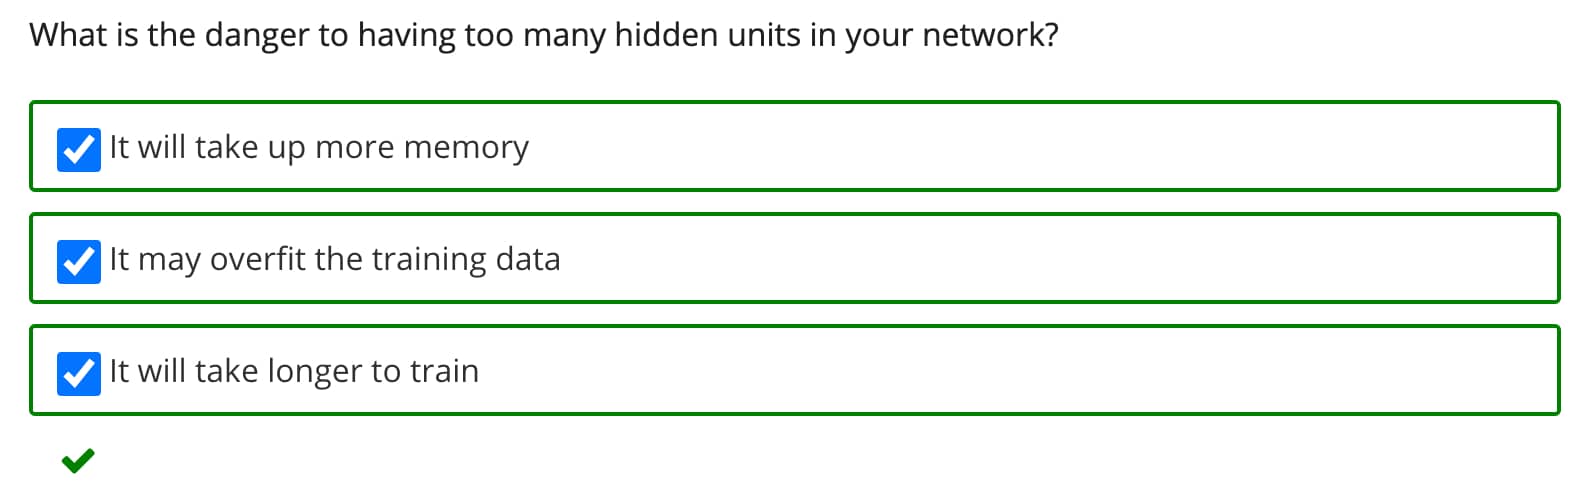 What is the danger to having too many hidden units in your network?
It will take up more memory
It may overfit the training data
It will take longer to train